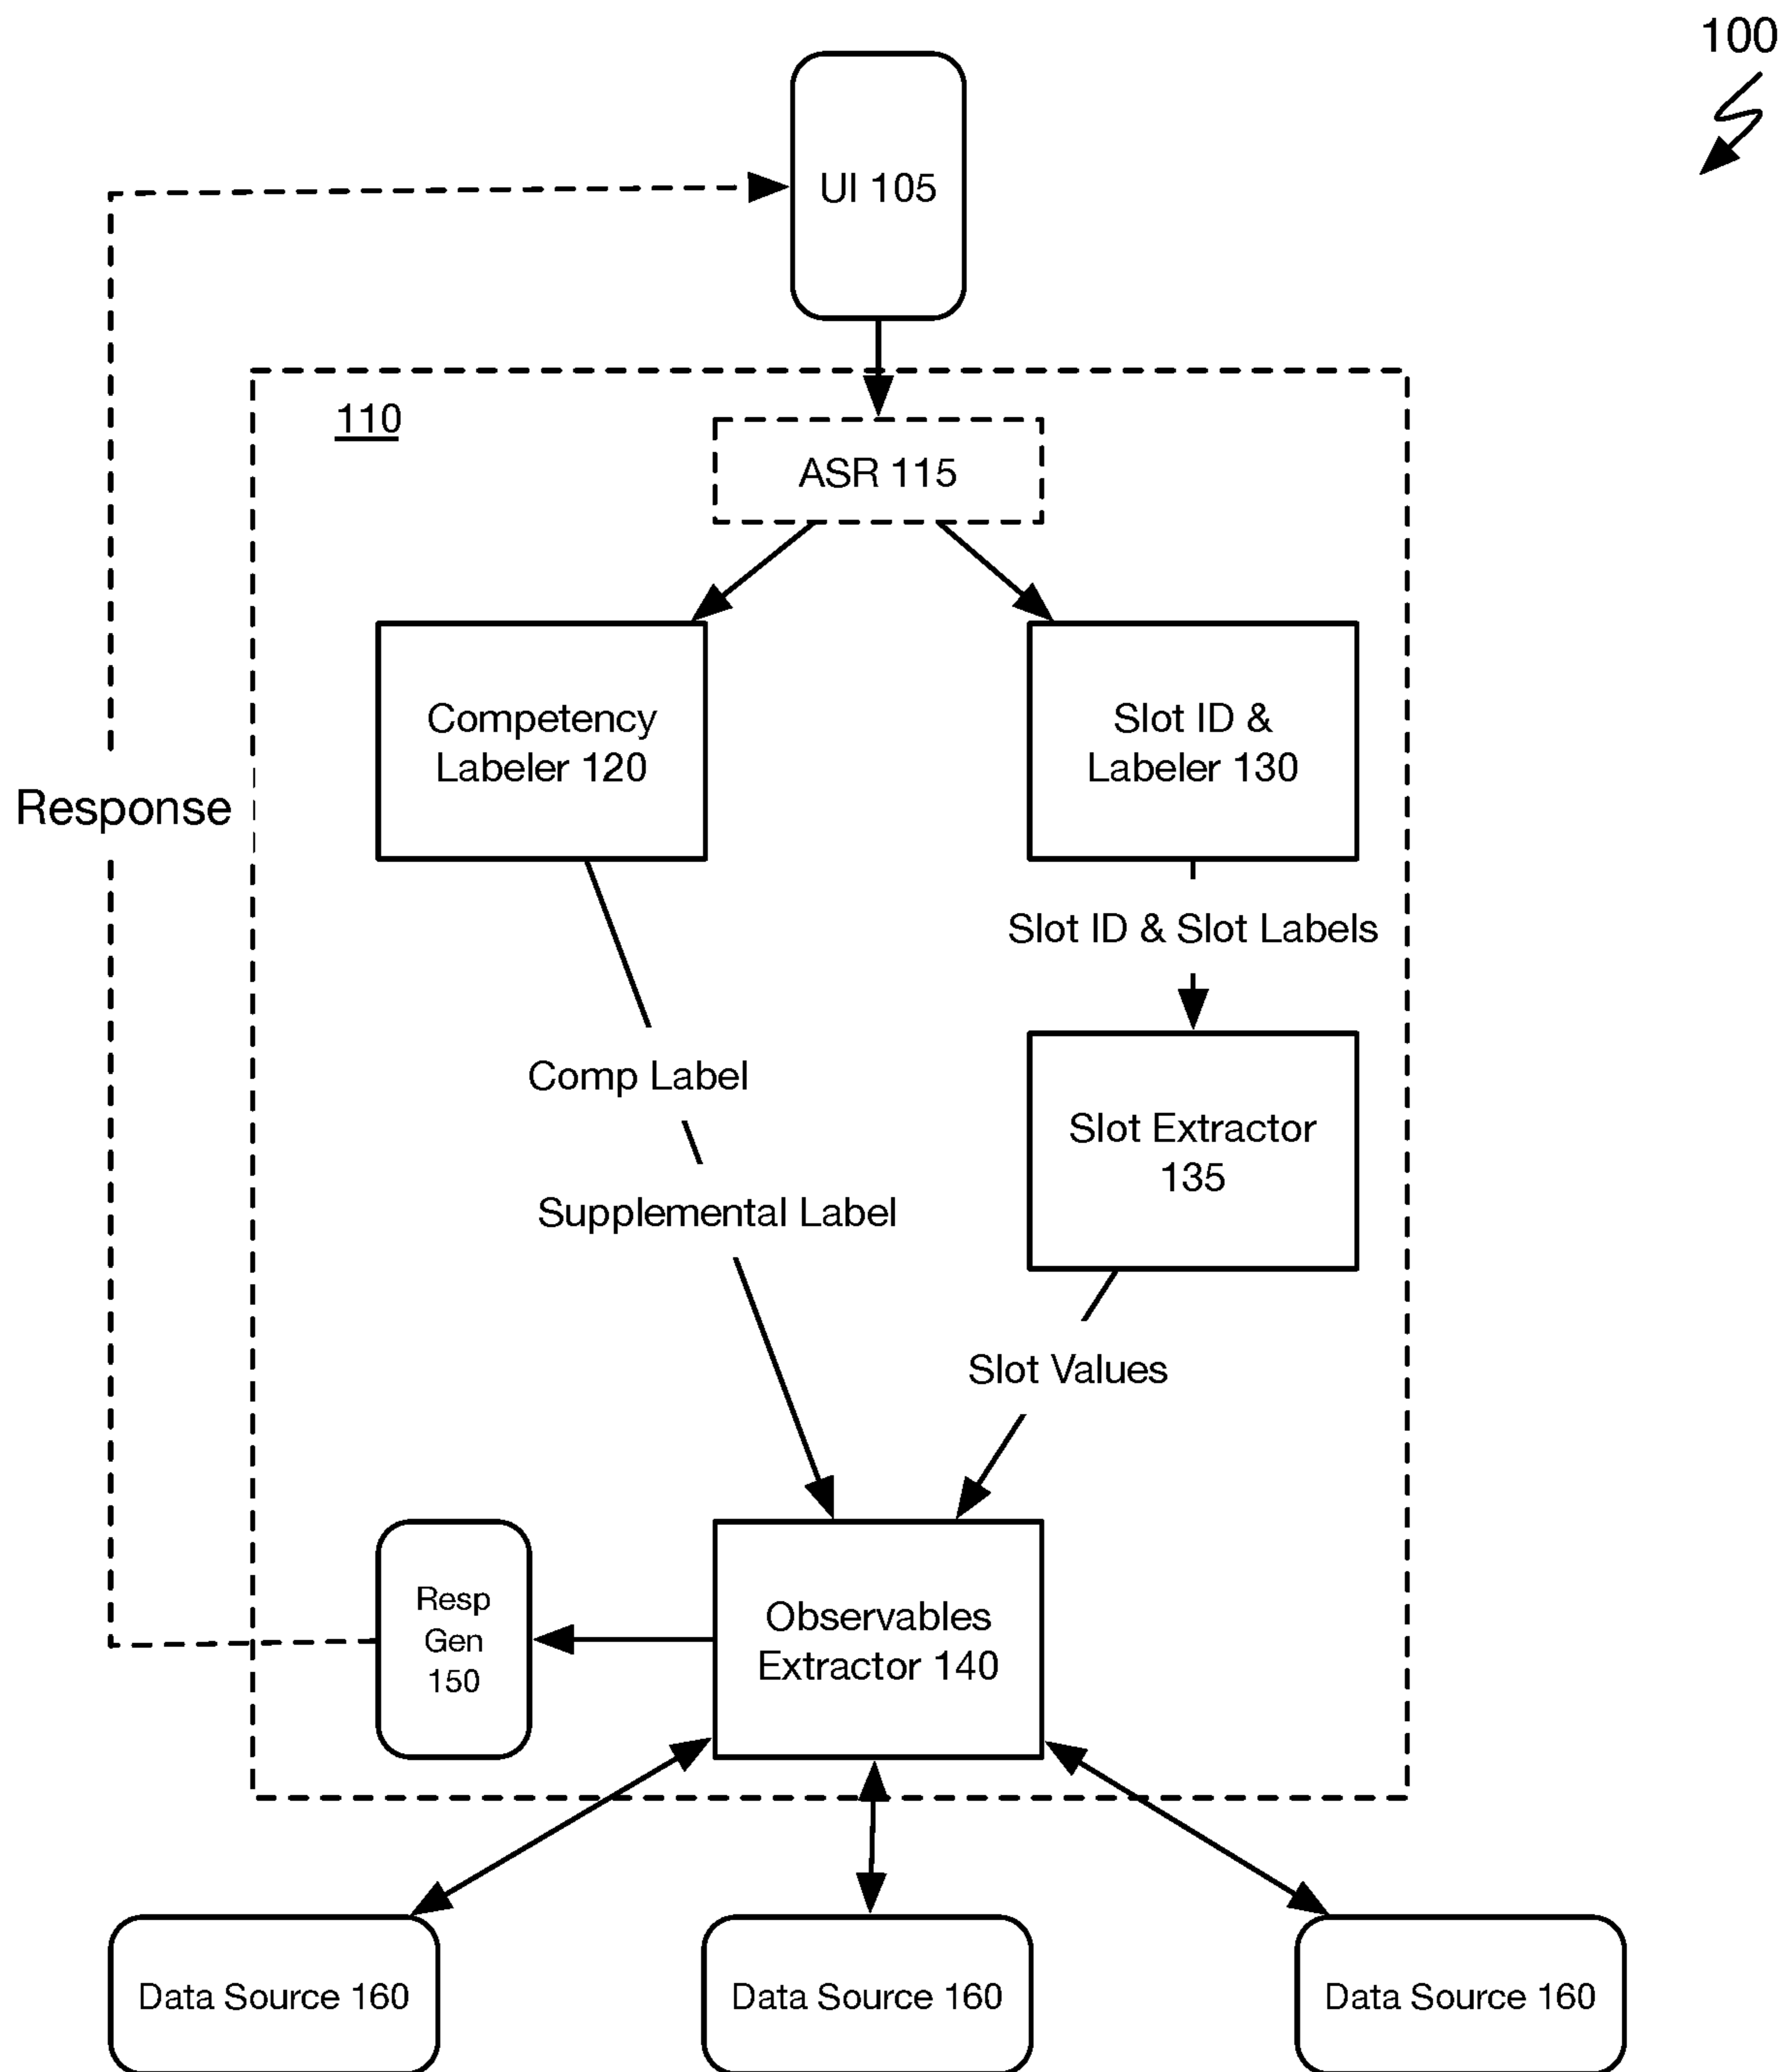 100
UI 105
110
ASR 115
Competency
Labeler 120
Slot ID &
Labeler 130
Response
Slot ID & Slot Labels
Comp Label
Slot Extractor
135
Supplemental Label
Slot Values
Resp
Gen
150
Observables
Extractor 140
Data Source 160
Data Source 160
Data Source 160